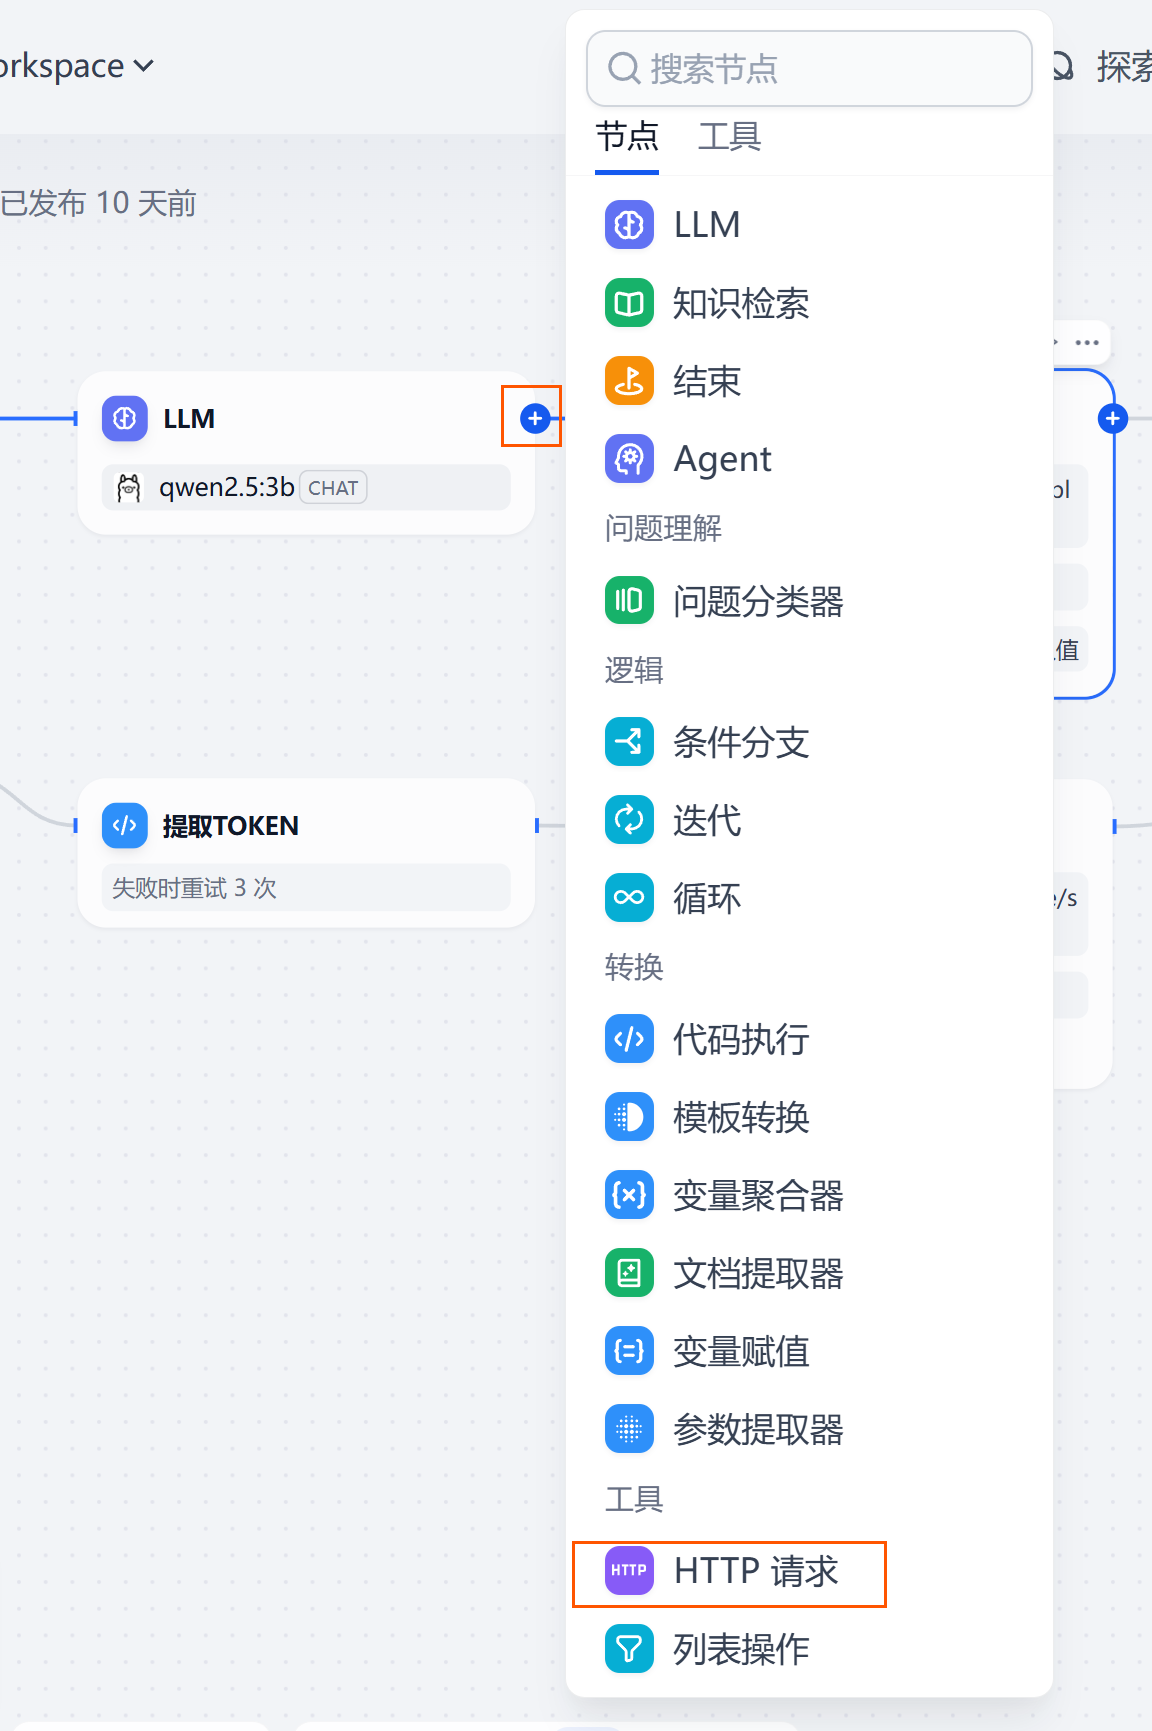 orkspace
探索
搜索节点
节点 工具
已发布 10 天前
LLM
qwen2.5:3b CHAT
提取TOKEN
失败时重试 3 次
LLM
知识检索
结束
Agent
问题理解
问题分类器
逻辑
条件分支
迭代
循环
转换
代码执行
模板转换
变量聚合器
文档提取器
变量赋值
参数提取器
工具
HTTP HTTP 请求
列表操作
pl
值
e/s